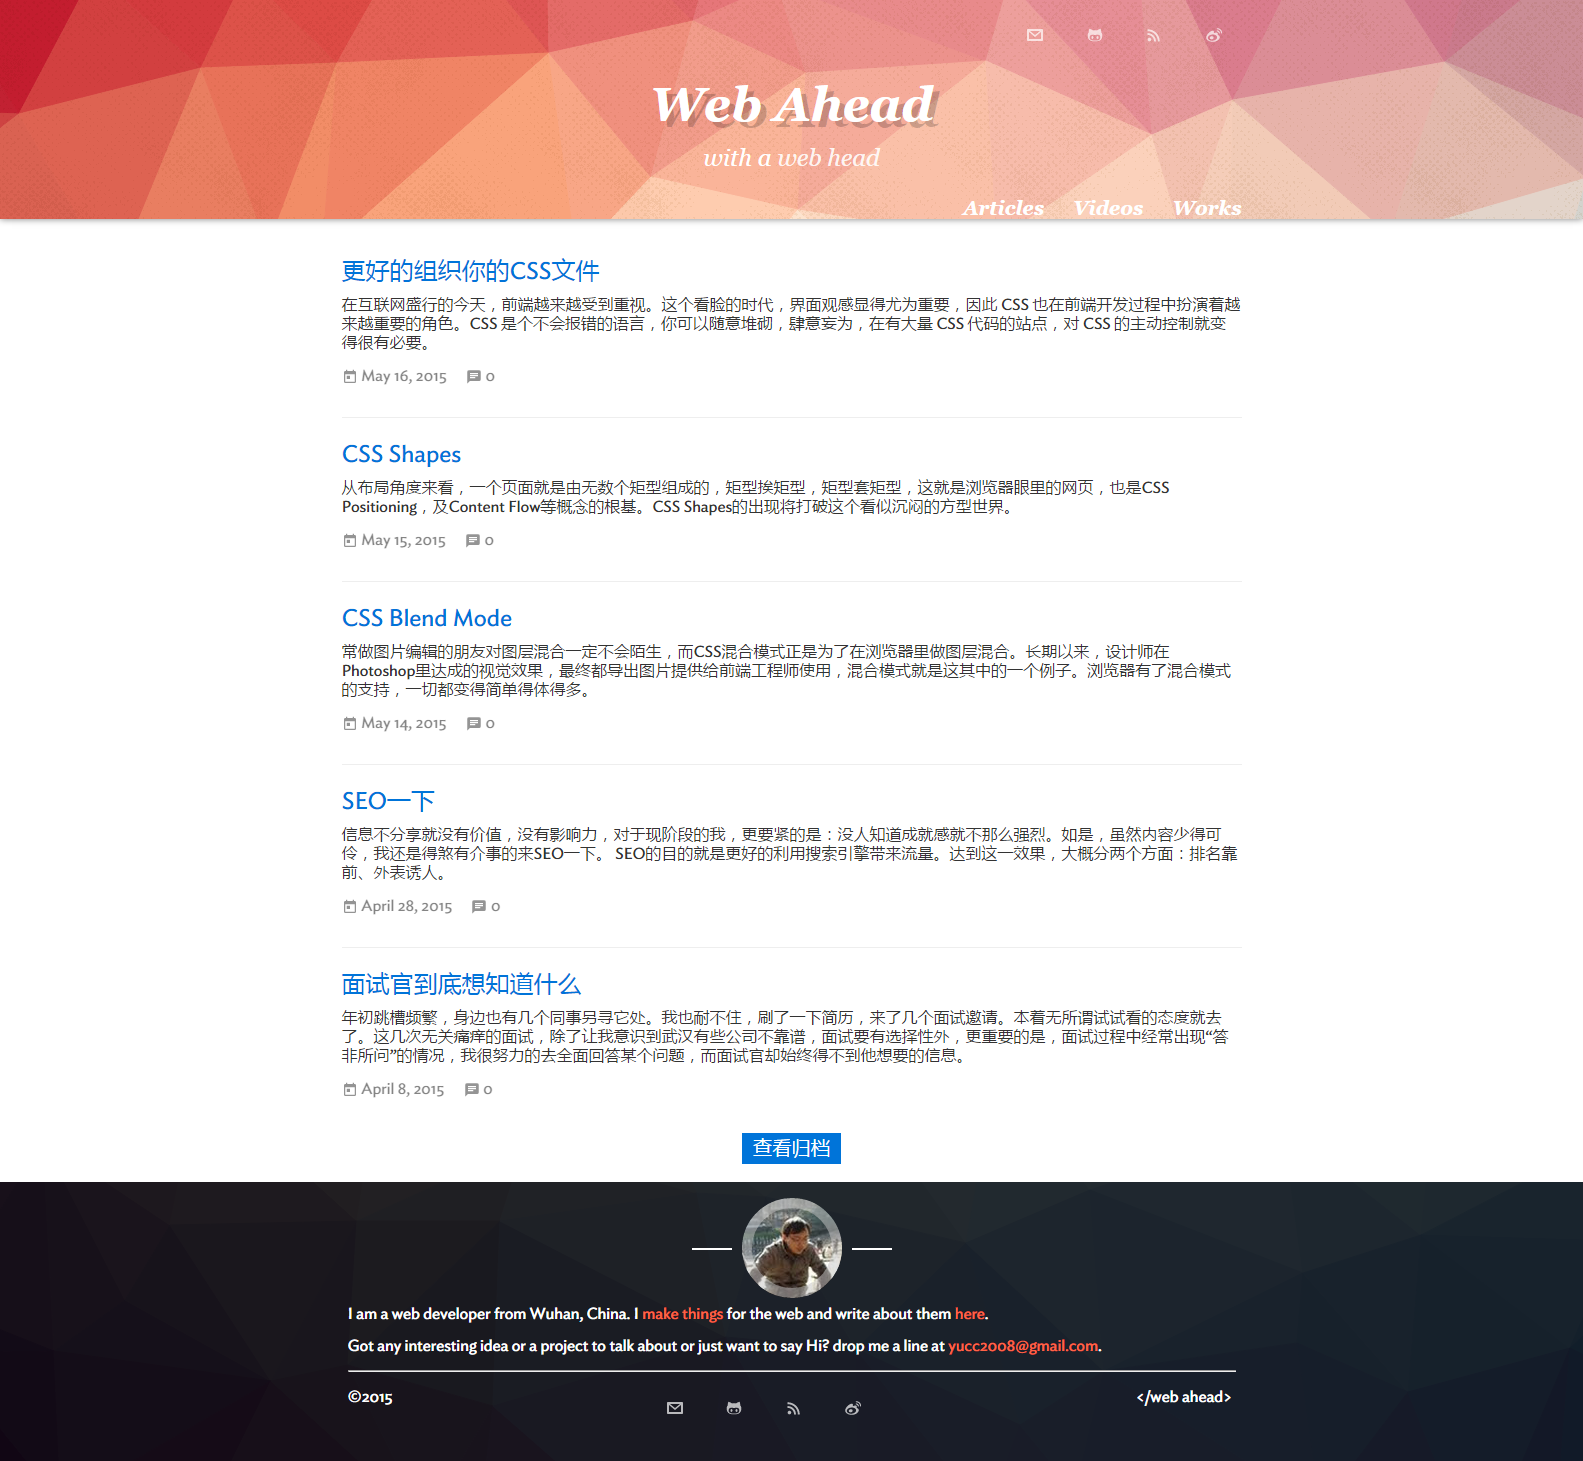 Web Ahead
with a web head
Articles Videos Works
更好的组织你的CSS文件
在互联网盛行的今天，前端越来越受到重视。这个看脸的时代，界面观感显得尤为重要，因此 CSS 也在前端开发过程中扮演着越
来越重要的角色。CSS 是个不会报错的语言，你可以随意堆砌，肆意妄为，在有大量 CSS 代码的站点，对 CSS 的主动控制就变
得很有必要。
May 16, 2015 0
CSS Shapes
从布局角度来看，一个页面就是由无数个矩型组成的，矩型挨矩型，矩型套矩型，这就是浏览器眼里的网页，也是CSS
Positioning，及Content Flow等概念的根基。CSS Shapes的出现将打破这个看似沉闷的方型世界。
May 15, 2015 0
CSS Blend Mode
常做图片编辑的朋友对图层混合一定不会陌生，而CSS混合模式正是为了在浏览器里做图层混合。长期以来，设计师在
Photoshop里达成的视觉效果，最终都导出图片提供给前端工程师使用，混合模式就是这其中的一个例子。浏览器有了混合模式
的支持，一切都变得简单得体得多。
May 14, 2015 0
SEO一下
信息不分享就没有价值，没有影响力，对于现阶段的我，更要紧的是：没人知道成就感就不那么强烈。如是，虽然内容少得可
伶，我还是得煞有介事的来SEO一下。 SEO的目的就是更好的利用搜索引擎带来流量。达到这一效果，大概分两个方面：排名靠
前、外表诱人。
April 28, 2015 0
面试官到底想知道什么
年初跳槽频繁，身边也有几个同事另寻它处。我也耐不住，刷了一下简历，来了几个面试邀请。本着无所谓试试看的态度就去
了。这几次无关痛痒的面试，除了让我意识到武汉有些公司不靠谱，面试要有选择性外，更重要的是，面试过程中经常出现“答
非所问”的情况，我很努力的去全面回答某个问题，而面试官却始终得不到他想要的信息。
April 8, 2015 0
查看归档
I am a web developer from Wuhan, China. I make things for the web and write about them here.
Got any interesting idea or a project to talk about or just want to say Hi? drop me a line at yucc2008@gmail.com.
©2015 </web ahead>